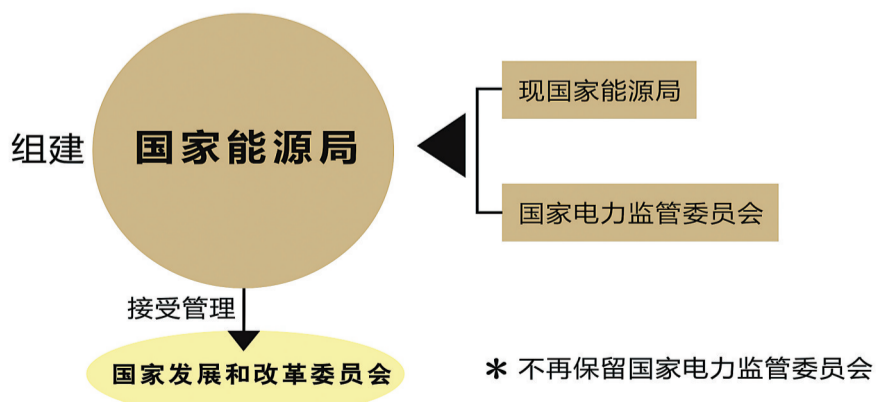 组建
国家能源局
现国家能源局
国家电力监管委员会
接受管理
国家发展和改革委员会
* 不再保留国家电力监管委员会